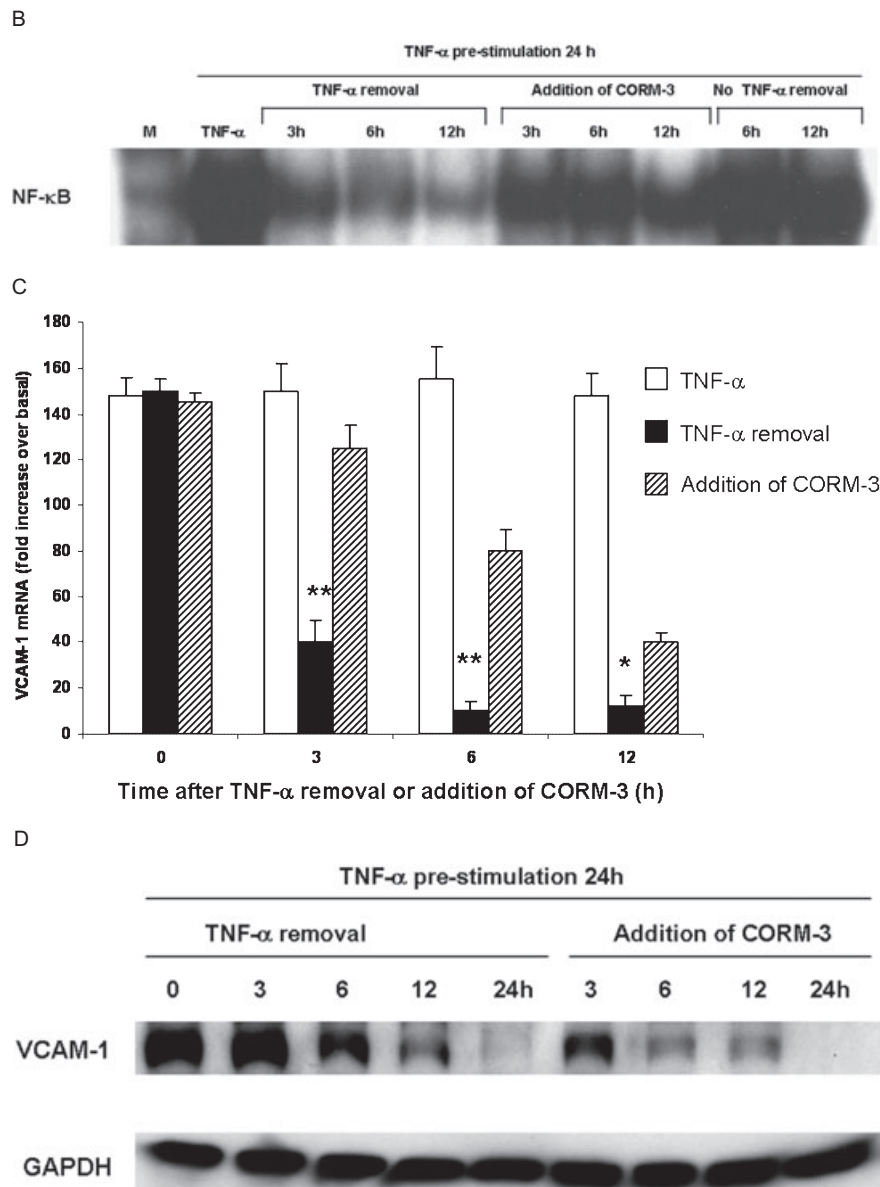 B
TNF-α pre-stimulation 24 h
TNF-α removal Addition of CORM-3 No TNF-α removal
M TNF-α 3h 6h 12h 3h 6h 12h 6h 12h
NF-κB
C
VCAM-1 mRNA (fold increase over basal)
180
160
140
120
100
80
60
40
20
0
** ** *
TNF-α
TNF-α removal
Addition of CORM-3
0 3 6 12
Time after TNF-α removal or addition of CORM-3 (h)
D
TNF-α pre-stimulation 24h
TNF-α removal Addition of CORM-3
0 3 6 12 24h 3 6 12 24h
VCAM-1
GAPDH